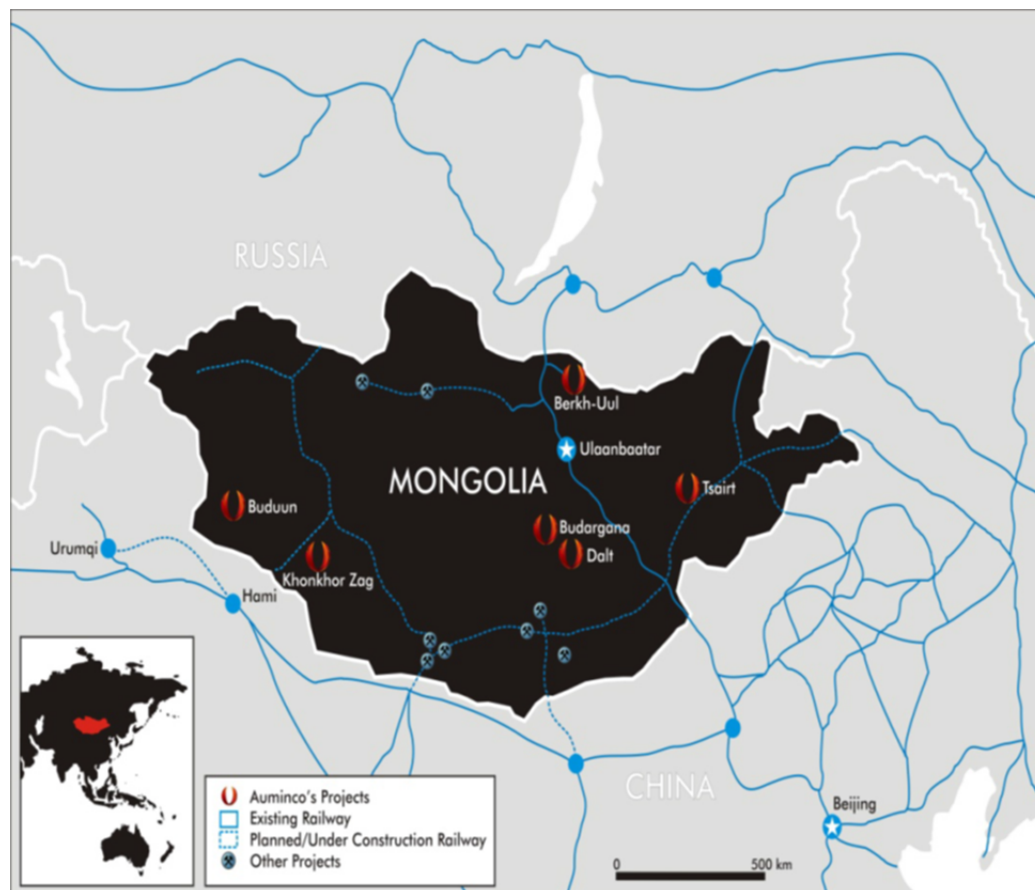 RUSSIA
Berkh-Uul
Ulaanbaatar
MONGOLIA
Tsairt
Buduun
Budargana
Dalt
Urumqi
Khonkhor Zag
Hami
CHINA
Beijing
Auminco's Projects
Existing Railway
Planned/Under Construction Railway
Other Projects
0 500 km